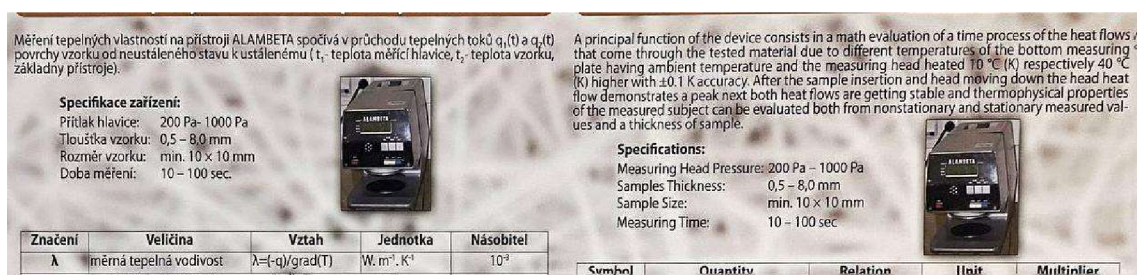 Měření tepelných vlastností na přístroji ALAMBETA spočívá v průchodu tepelných toků q₁(t) a q₂(t)
povrchy vzorku od neustáleného stavu k ustálenému ( t₁- teplota měřící hlavice, t₂- teplota vzorku,
základny přístroje).
Specifikace zařízení:
Přítlak hlavice: 200 Pa- 1000 Pa
Tloušťka vzorku: 0,5 – 8,0 mm
Rozměr vzorku: min. 10 × 10 mm
Doba měření: 10 – 100 sec.
ALAMBETA
Značení Veličina Vztah Jednotka Násobitel
λ měrná tepelná vodivost λ=(-q)/grad(T) W. m⁻¹. K⁻¹ 10⁻³
A principal function of the device consists in a math evaluation of a time process of the heat flows
that come through the tested material due to different temperatures of the bottom measuring
plate having ambient temperature and the measuring head heated 10 °C (K) respectively 40 °C
(K) higher with ±0.1 K accuracy. After the sample insertion and head moving down the head heat
flow demonstrates a peak next both heat flows are getting stable and thermophysical properties
of the measured subject can be evaluated both from nonstationary and stationary measured val-
ues and a thickness of sample.
Specifications:
Measuring Head Pressure: 200 Pa – 1000 Pa
Samples Thickness: 0,5 – 8,0 mm
Sample Size: min. 10 × 10 mm
Measuring Time: 10 – 100 sec
ALAMBETA
Symbol Quantity Relation Unit Multiplier